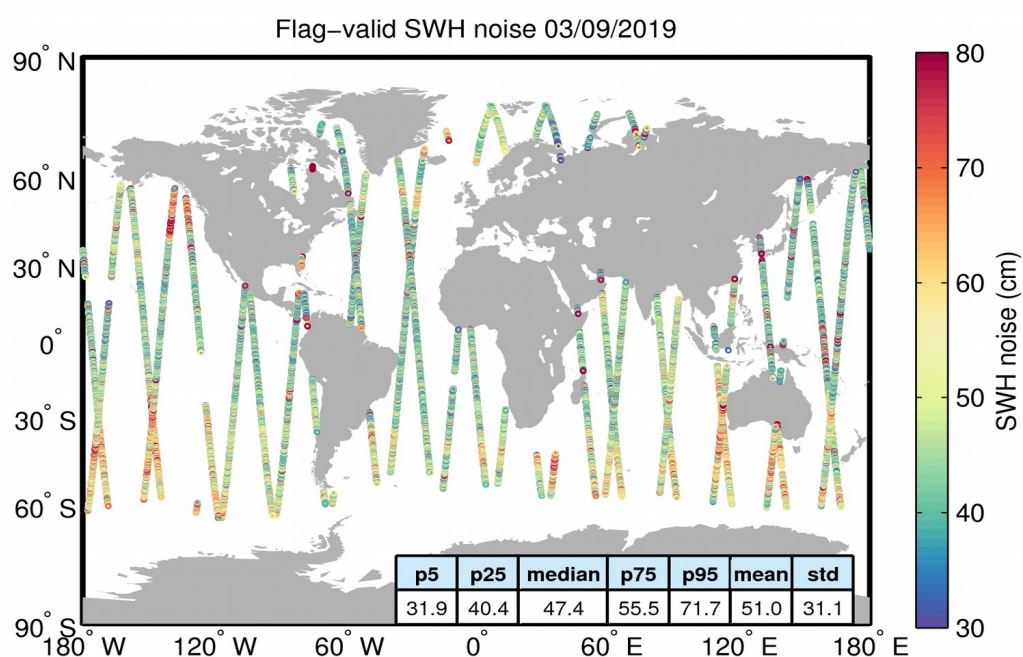 Flag−valid SWH noise 03/09/2019
90° N
60° N
30° N
0°
30° S
60° S
90° S
180° W
120° W
60° W
0°
60° E
120° E
180° E
p5 p25 median p75 p95 mean std
31.9 40.4 47.4 55.5 71.7 51.0 31.1
80
70
60
50
40
30
SWH noise (cm)